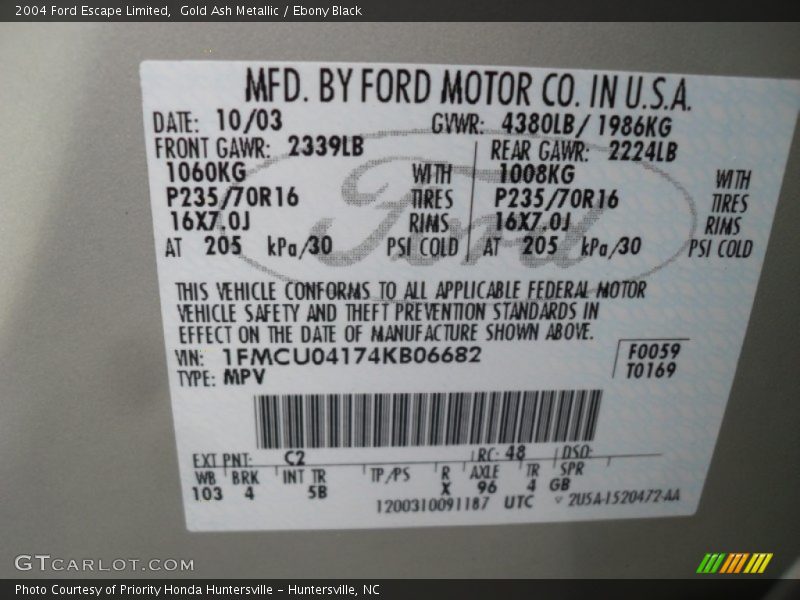 2004 Ford Escape Limited,  Gold Ash Metallic / Ebony Black
MFD. BY FORD MOTOR CO. IN U.S.A.
DATE: 10/03 GVWR: 4380LB/ 1986KG
FRONT GAWR: 2339LB REAR GAWR: 2224LB
1060KG WITH 1008KG WITH
P235/70R16 TIRES P235/70R16 TIRES
16X7.0J RIMS 16X7.0J RIMS
AT 205 kPa/30 PSI COLD AT 205 kPa/30 PSI COLD
Ford
THIS VEHICLE CONFORMS TO ALL APPLICABLE FEDERAL MOTOR
VEHICLE SAFETY AND THEFT PREVENTION STANDARDS IN
EFFECT ON THE DATE OF MANUFACTURE SHOWN ABOVE.
VIN: 1FMCU04174KB06682 F0059
TYPE: MPV T0169
EXT PNT: C2 RC: 48 DSO:
WB BRK INT TR TP/PS R AXLE TR SPR
103 4 5B X 96 4 GB
1200310091187 UTC 2U5A-1520472-AA
GTCARLOT.COM
Photo Courtesy of Priority Honda Huntersville - Huntersville, NC